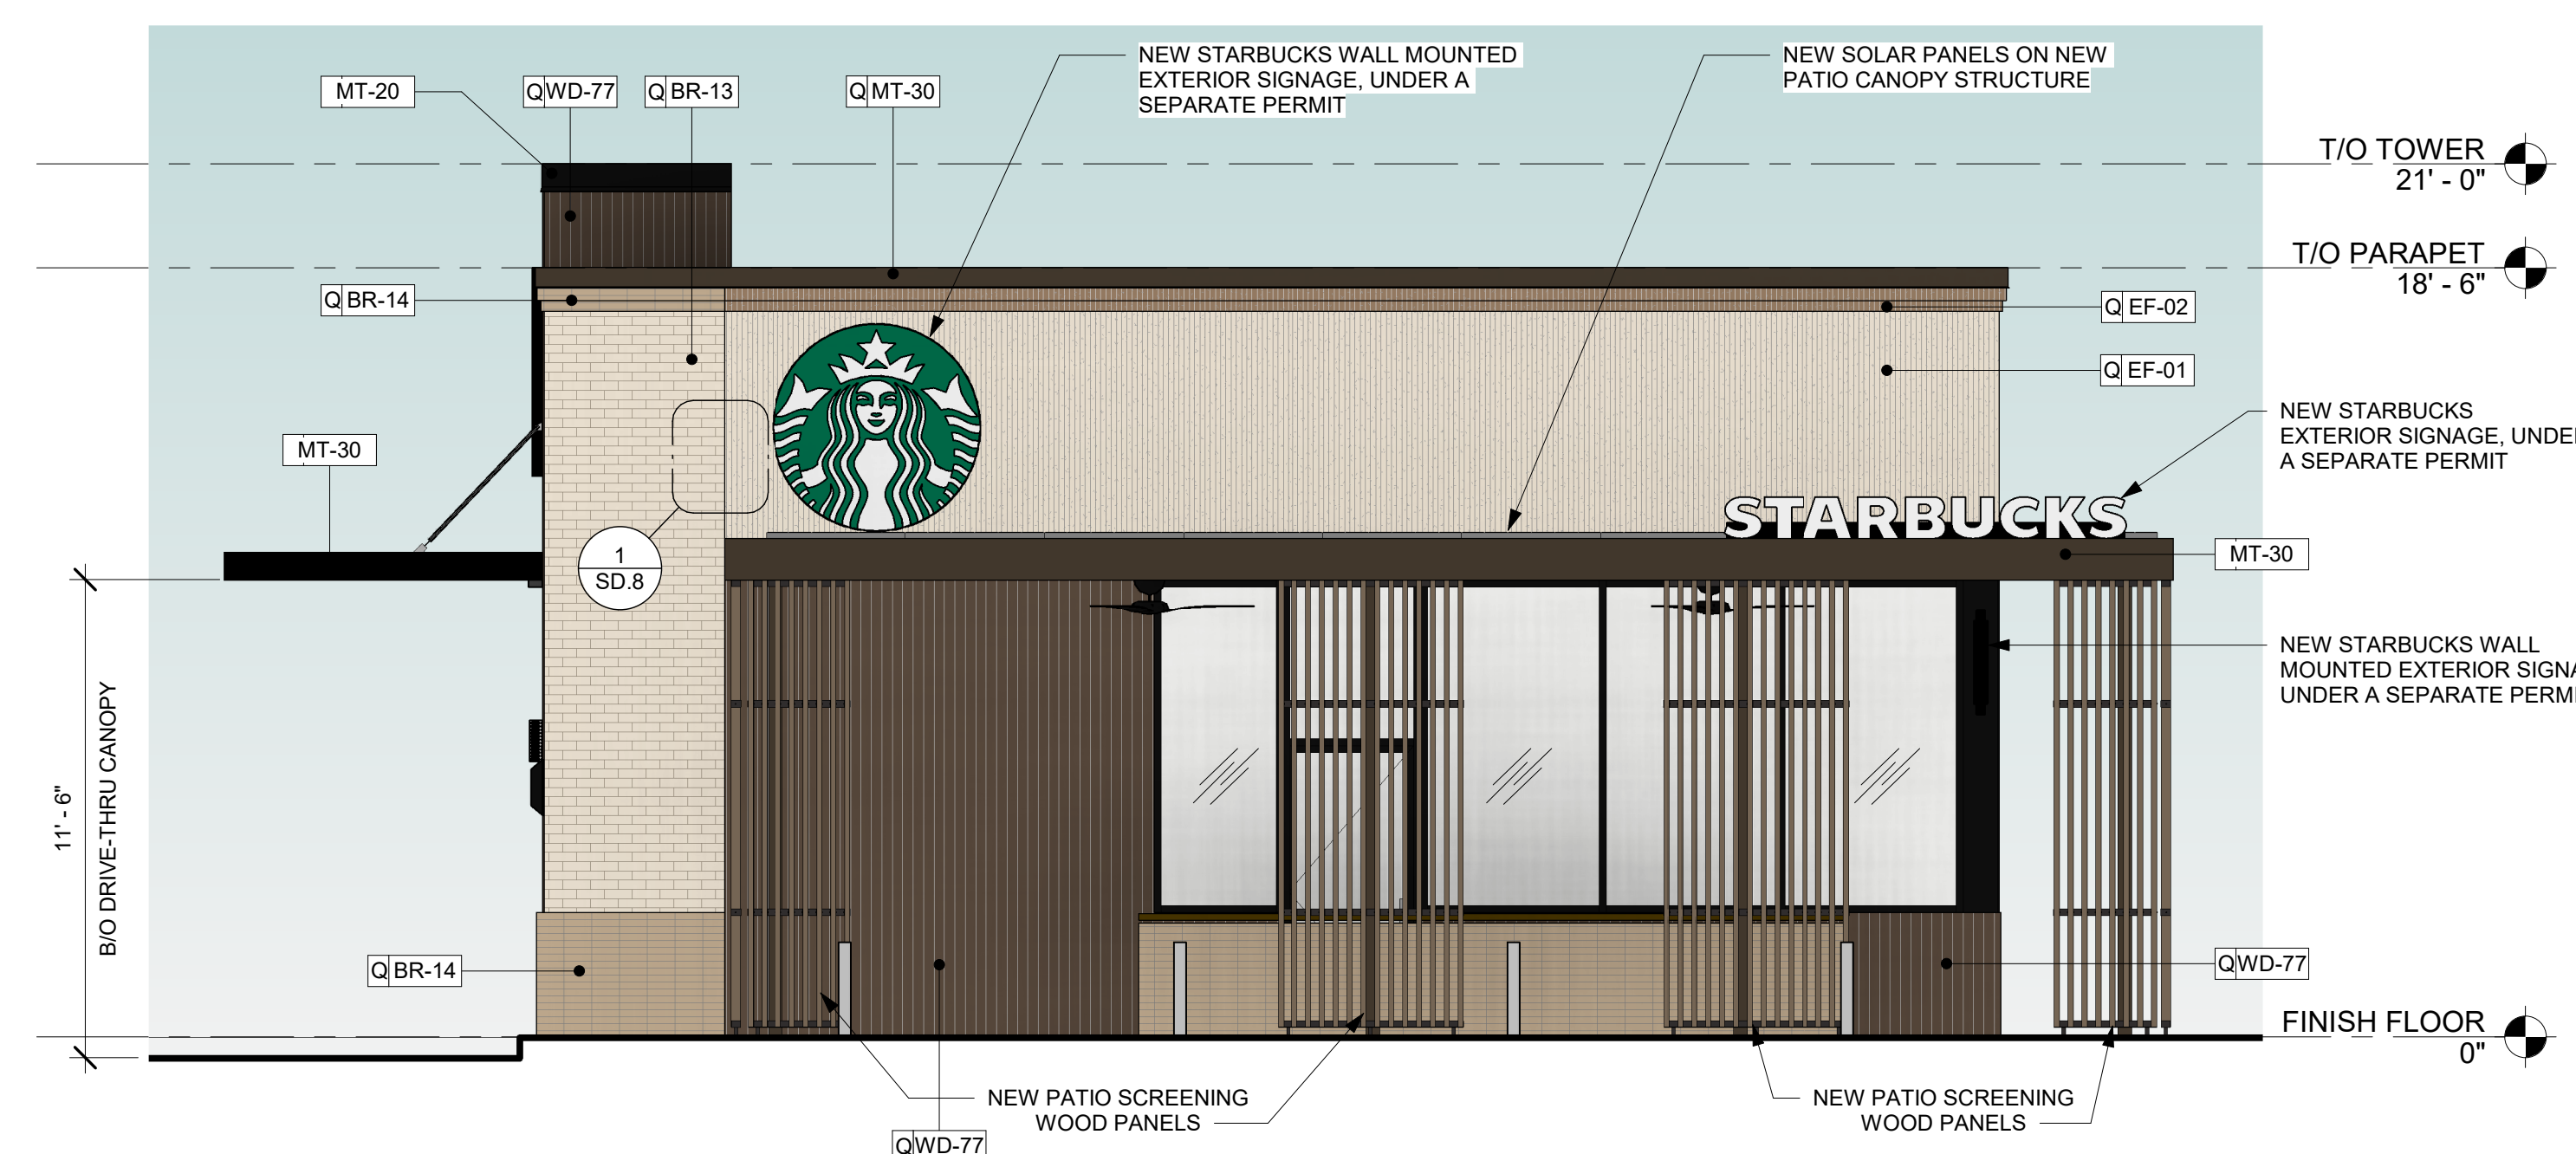 NEW STARBUCKS WALL MOUNTED
EXTERIOR SIGNAGE, UNDER A
SEPARATE PERMIT
NEW SOLAR PANELS ON NEW
PATIO CANOPY STRUCTURE
MT-20
Q WD-77
Q BR-13
Q MT-30
T/O TOWER
21' - 0"
T/O PARAPET
18' - 6"
Q BR-14
Q EF-02
Q EF-01
NEW STARBUCKS
EXTERIOR SIGNAGE, UNDE
A SEPARATE PERMIT
MT-30
STARBUCKS
1
SD.8
MT-30
NEW STARBUCKS WALL
MOUNTED EXTERIOR SIGNA
UNDER A SEPARATE PERM
11' - 6"
B/O DRIVE-THRU CANOPY
Q BR-14
Q WD-77
FINISH FLOOR
0"
NEW PATIO SCREENING
WOOD PANELS
NEW PATIO SCREENING
WOOD PANELS
Q WD-77